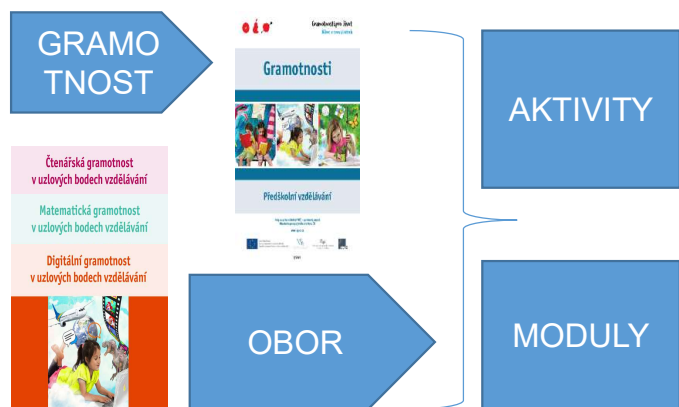 GRAMO
TNOST
Gramotnosti
Předškolní vzdělávání
AKTIVITY
Čtenářská gramotnost
v uzlových bodech vzdělávání
Matematická gramotnost
v uzlových bodech vzdělávání
Digitální gramotnost
v uzlových bodech vzdělávání
OBOR
MODULY